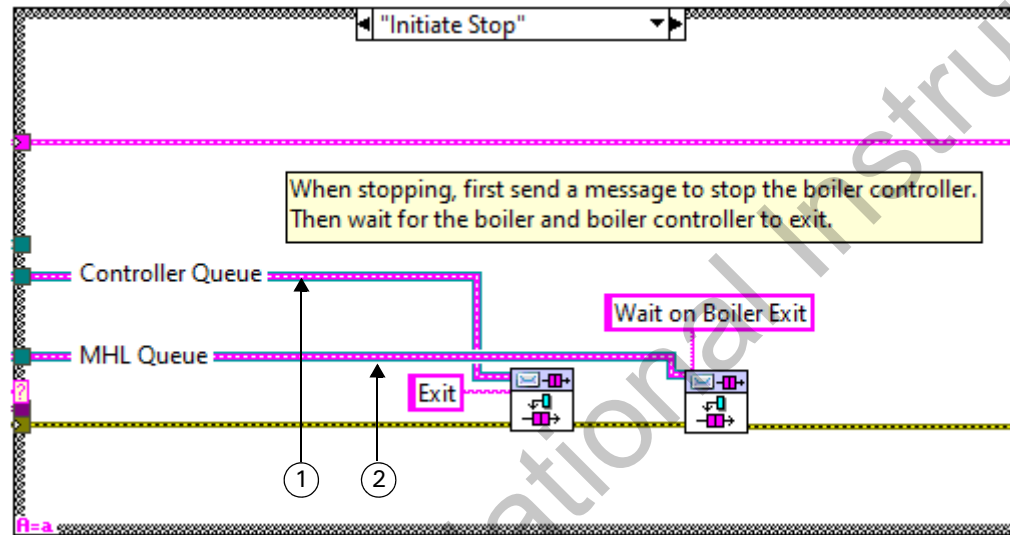 "Initiate Stop"
When stopping, first send a message to stop the boiler controller.
Then wait for the boiler and boiler controller to exit.
Controller Queue
Wait on Boiler Exit
MHL Queue
?
Exit
1
2
A=a